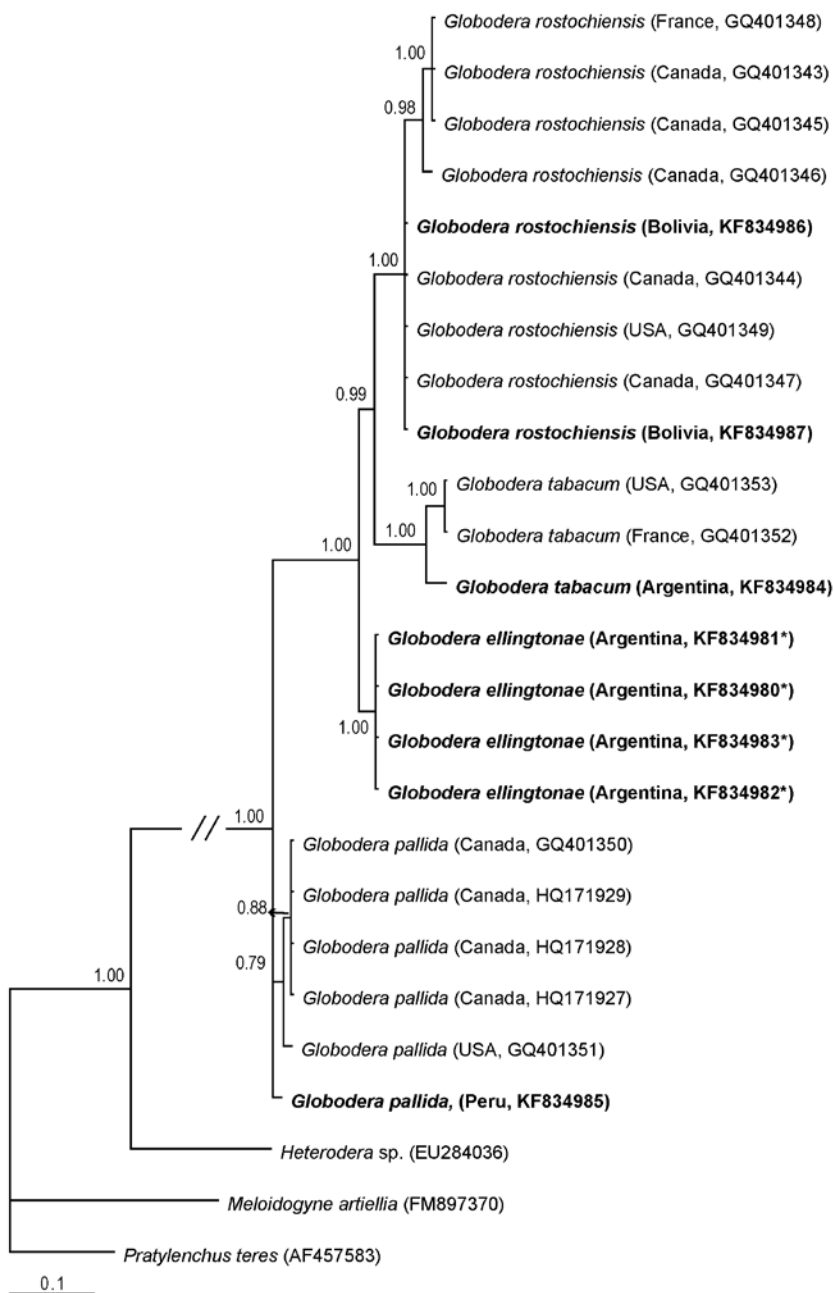 Globodera rostochiensis (France, GQ401348)
1.00
Globodera rostochiensis (Canada, GQ401343)
0.98
Globodera rostochiensis (Canada, GQ401345)
Globodera rostochiensis (Canada, GQ401346)
Globodera rostochiensis (Bolivia, KF834986)
1.00
Globodera rostochiensis (Canada, GQ401344)
Globodera rostochiensis (USA, GQ401349)
0.99
Globodera rostochiensis (Canada, GQ401347)
Globodera rostochiensis (Bolivia, KF834987)
1.00
Globodera tabacum (USA, GQ401353)
1.00
1.00
Globodera tabacum (France, GQ401352)
Globodera tabacum (Argentina, KF834984)
Globodera ellingtonae (Argentina, KF834981*)
Globodera ellingtonae (Argentina, KF834980*)
1.00
Globodera ellingtonae (Argentina, KF834983*)
Globodera ellingtonae (Argentina, KF834982*)
1.00
//
Globodera pallida (Canada, GQ401350)
0.88
Globodera pallida (Canada, HQ171929)
Globodera pallida (Canada, HQ171928)
0.79
1.00
Globodera pallida (Canada, HQ171927)
Globodera pallida (USA, GQ401351)
Globodera pallida, (Peru, KF834985)
Heterodera sp. (EU284036)
Meloidogyne artiellia (FM897370)
Pratylenchus teres (AF457583)
0.1